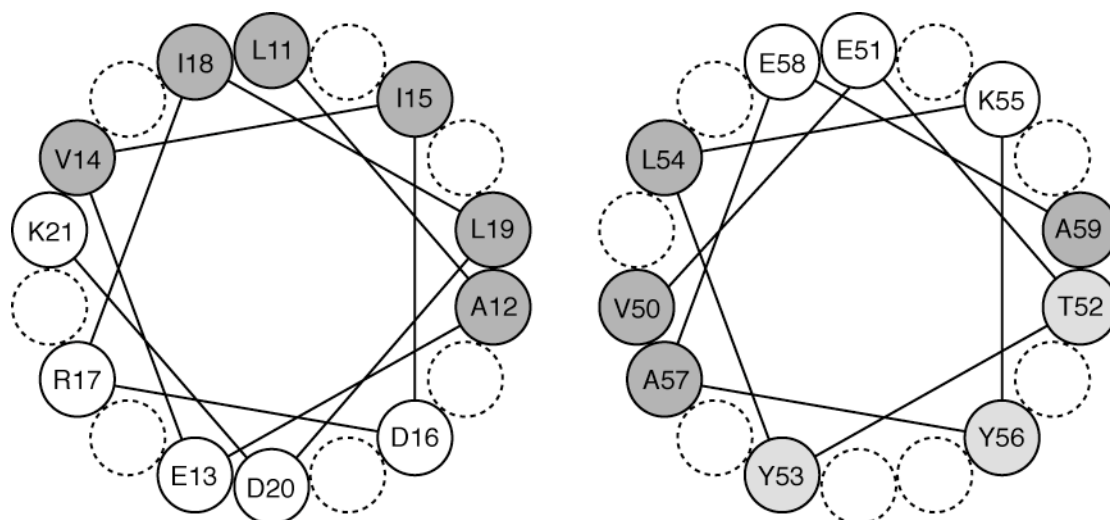 I18 L11
I15
V14
K21
L19
A12
R17
D16
E13 D20
E58 E51
K55
L54
A59
V50
T52
A57
Y56
Y53